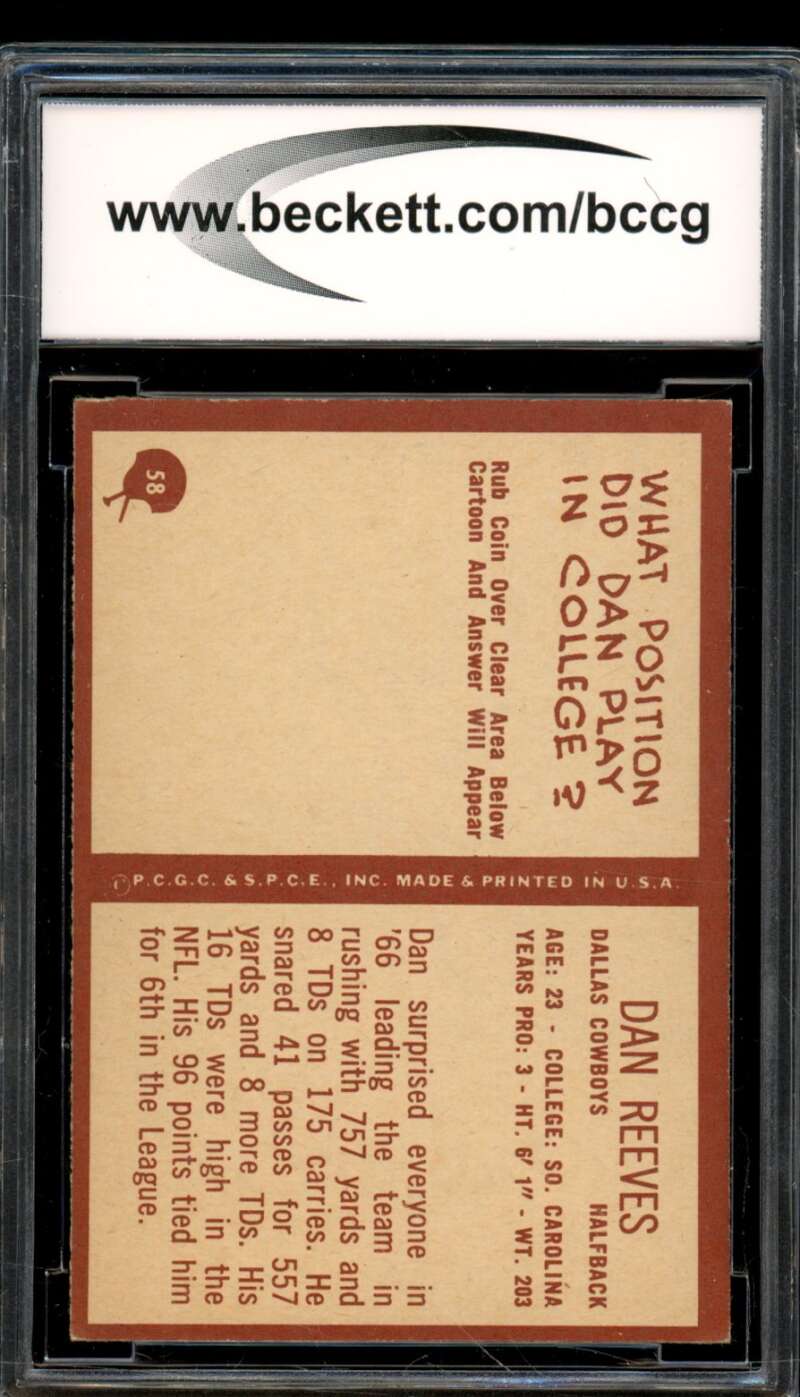 www.beckett.com/bccg
WHAT POSITION
DID DAN PLAY
IN COLLEGE?
Rub Coin Over Clear Area Below
Cartoon And Answer Will Appear
58
©P.C.G.C. & S.P.C.E., INC. MADE & PRINTED IN U.S.A.
DAN REEVES
DALLAS COWBOYS HALFBACK
AGE: 23 - COLLEGE: SO. CAROLINA
YEARS PRO: 3 - HT. 6' 1" - WT. 203
Dan surprised everyone in
'66 leading the team in
rushing with 757 yards and
8 TDs on 175 carries. He
snared 41 passes for 557
yards and 8 more TDs. His
16 TDs were high in the
NFL. His 96 points tied him
for 6th in the League.